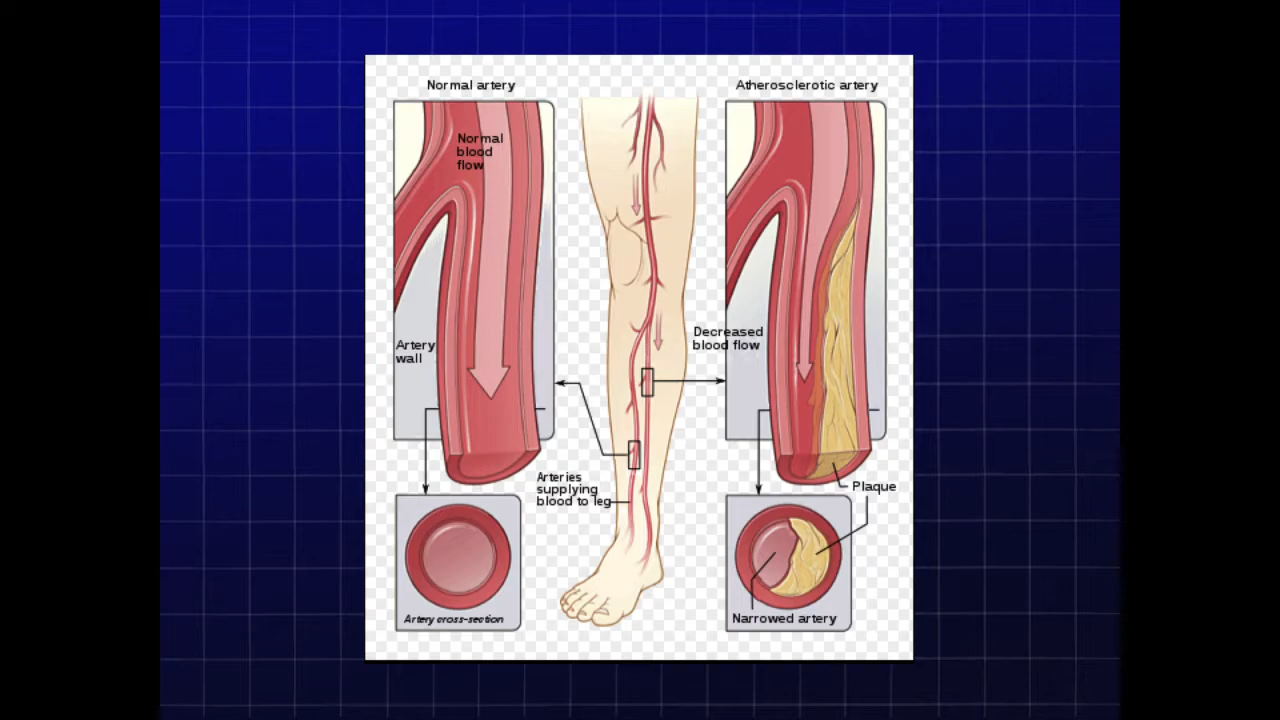 Normal artery
Normal
blood
flow
Artery
wall
Artery cross-section
Arteries
supplying
blood to leg
Atherosclerotic artery
Decreased
blood flow
Plaque
Narrowed artery